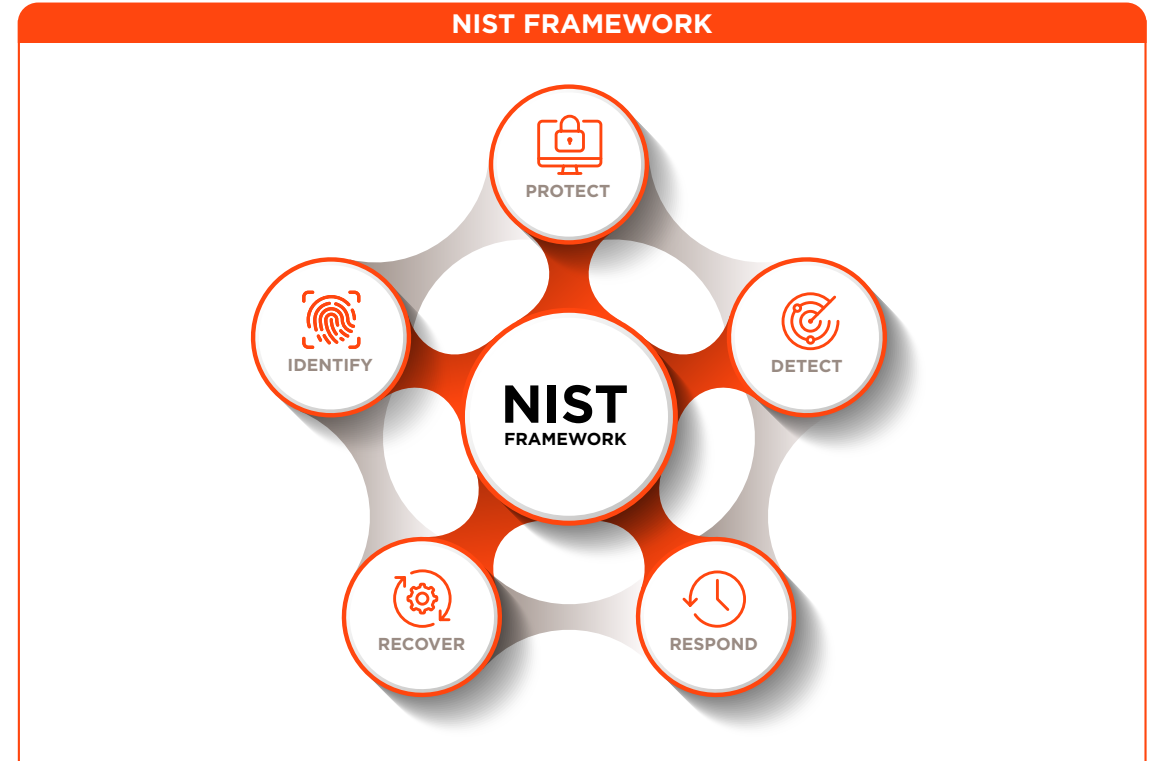 NIST FRAMEWORK
PROTECT
IDENTIFY
DETECT
NIST
FRAMEWORK
RECOVER
RESPOND